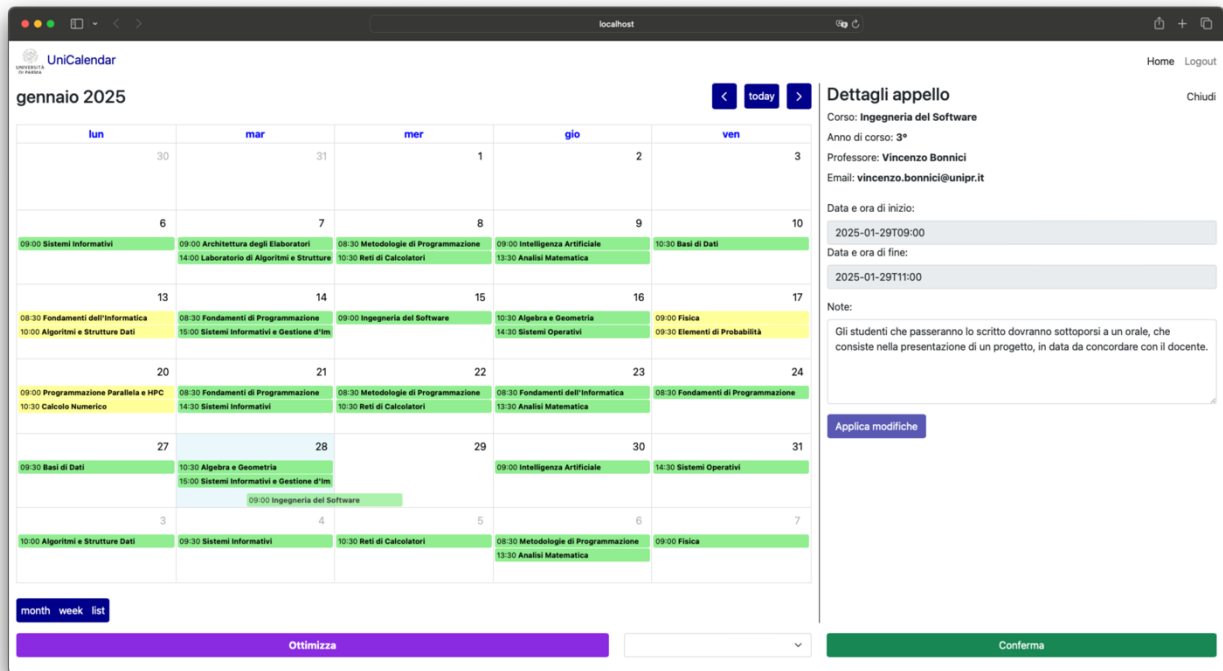 localhost
UNIVERSITÀ
DI PARMA
UniCalendar
Home Logout
gennaio 2025
today
lun mar mer gio ven
30 31 1 2 3
6 7 8 9 10
09:00 Sistemi Informativi 09:00 Architettura degli Elaboratori 08:30 Metodologie di Programmazione 09:00 Intelligenza Artificiale 10:30 Basi di Dati
14:00 Laboratorio di Algoritmi e Strutture 10:30 Reti di Calcolatori 13:30 Analisi Matematica
13 14 15 16 17
08:30 Fondamenti dell'Informatica 08:30 Fondamenti di Programmazione 09:00 Ingegneria del Software 10:30 Algebra e Geometria 09:00 Fisica
10:00 Algoritmi e Strutture Dati 15:00 Sistemi Informativi e Gestione d'Im 14:30 Sistemi Operativi 09:30 Elementi di Probabilità
20 21 22 23 24
09:00 Programmazione Parallela e HPC 08:30 Fondamenti di Programmazione 08:30 Metodologie di Programmazione 08:30 Fondamenti dell'Informatica 08:30 Fondamenti di Programmazione
10:30 Calcolo Numerico 14:30 Sistemi Informativi 10:30 Reti di Calcolatori 13:30 Analisi Matematica
27 28 29 30 31
09:30 Basi di Dati 10:30 Algebra e Geometria 09:00 Intelligenza Artificiale 14:30 Sistemi Operativi
15:00 Sistemi Informativi e Gestione d'Im
09:00 Ingegneria del Software
3 4 5 6 7
10:00 Algoritmi e Strutture Dati 09:30 Sistemi Informativi 10:30 Reti di Calcolatori 08:30 Metodologie di Programmazione 09:00 Fisica
13:30 Analisi Matematica
month week list
Ottimizza
Dettagli appello
Chiudi
Corso: Ingegneria del Software
Anno di corso: 3°
Professore: Vincenzo Bonnici
Email: vincenzo.bonnici@unipr.it
Data e ora di inizio:
2025-01-29T09:00
Data e ora di fine:
2025-01-29T11:00
Note:
Gli studenti che passeranno lo scritto dovranno sottoporsi a un orale, che
consiste nella presentazione di un progetto, in data da concordare con il docente.
Applica modifiche
Conferma